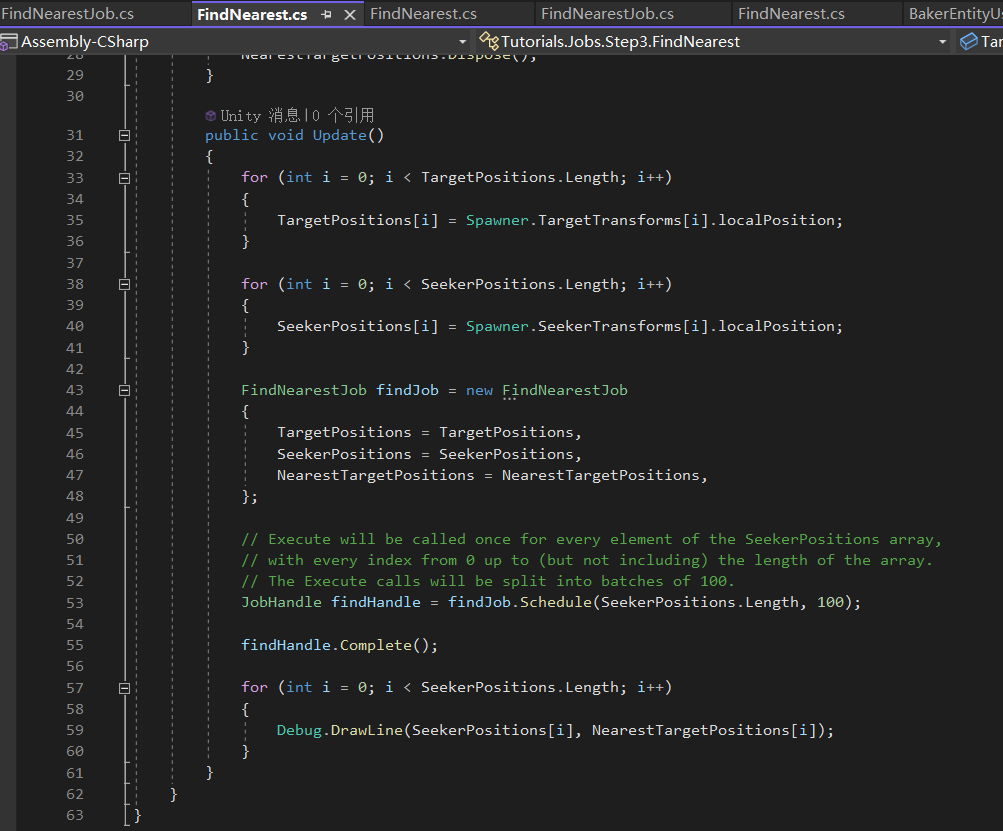 FindNearestJob.cs FindNearest.cs FindNearest.cs FindNearestJob.cs FindNearest.cs BakerEntityUs
Assembly-CSharp Tutorials.Jobs.Step3.FindNearest Tar
28 NearestTargetPositions.Dispose();
29 }
30
Unity 消息|0 个引用
31 public void Update()
32 {
33 for (int i = 0; i < TargetPositions.Length; i++)
34 {
35 TargetPositions[i] = Spawner.TargetTransforms[i].localPosition;
36 }
37
38 for (int i = 0; i < SeekerPositions.Length; i++)
39 {
40 SeekerPositions[i] = Spawner.SeekerTransforms[i].localPosition;
41 }
42
43 FindNearestJob findJob = new FindNearestJob
44 {
45 TargetPositions = TargetPositions,
46 SeekerPositions = SeekerPositions,
47 NearestTargetPositions = NearestTargetPositions,
48 };
49
50 // Execute will be called once for every element of the SeekerPositions array,
51 // with every index from 0 up to (but not including) the length of the array.
52 // The Execute calls will be split into batches of 100.
53 JobHandle findHandle = findJob.Schedule(SeekerPositions.Length, 100);
54
55 findHandle.Complete();
56
57 for (int i = 0; i < SeekerPositions.Length; i++)
58 {
59 Debug.DrawLine(SeekerPositions[i], NearestTargetPositions[i]);
60 }
61 }
62 }
63 }